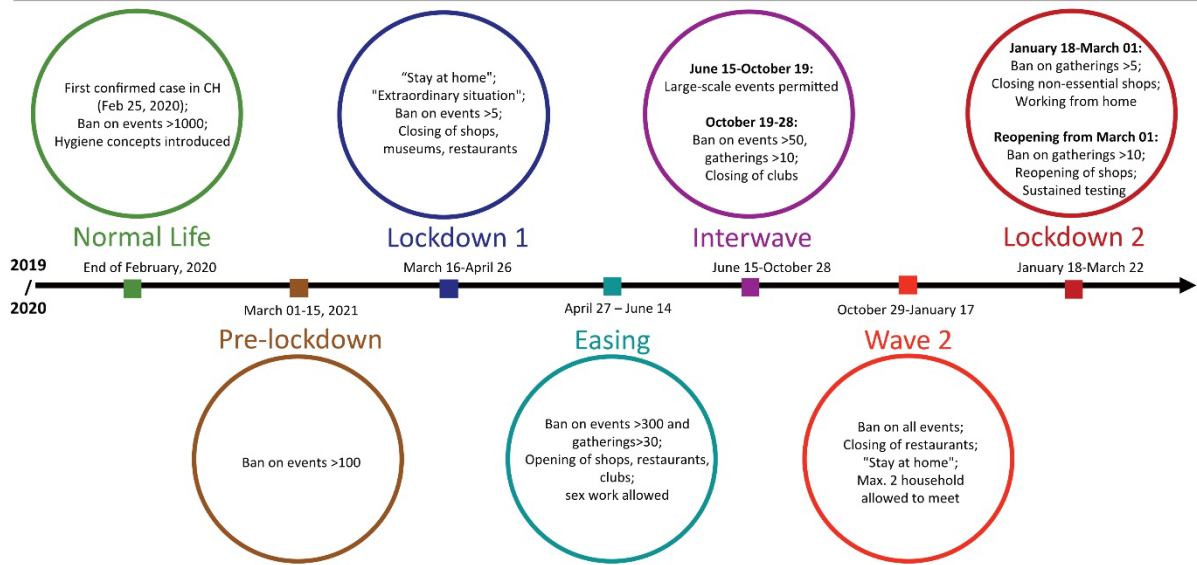 First confirmed case in CH
(Feb 25, 2020);
Ban on events >1000;
Hygiene concepts introduced
Normal Life
End of February, 2020
“Stay at home";
"Extraordinary situation";
Ban on events >5;
Closing of shops,
museums, restaurants
Lockdown 1
March 16-April 26
June 15-October 19:
Large-scale events permitted
October 19-28:
Ban on events >50,
gatherings >10;
Closing of clubs
Interwave
June 15-October 28
January 18-March 01:
Ban on gatherings >5;
Closing non-essential shops;
Working from home
Reopening from March 01:
Ban on gatherings >10;
Reopening of shops;
Sustained testing
Lockdown 2
January 18-March 22
2019
/
2020
March 01-15, 2021
Pre-lockdown
Ban on events >100
April 27 – June 14
Easing
Ban on events >300 and
gatherings>30;
Opening of shops, restaurants,
clubs;
sex work allowed
October 29-January 17
Wave 2
Ban on all events;
Closing of restaurants;
"Stay at home";
Max. 2 household
allowed to meet